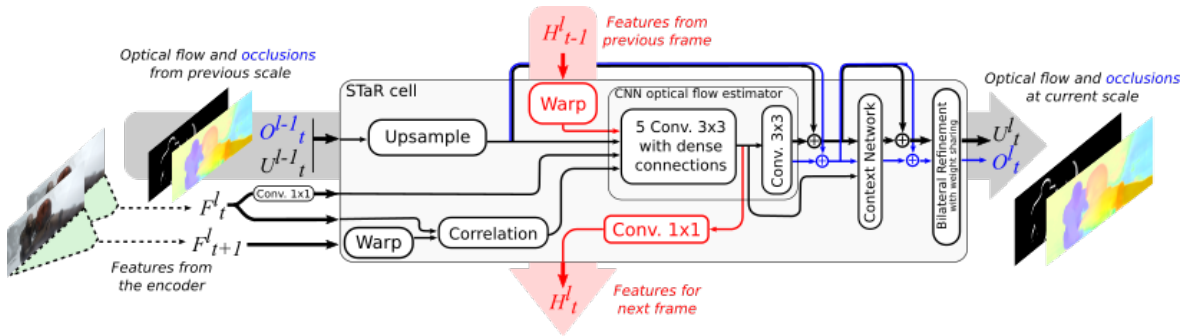 H^l_{t-1}
Features from
previous frame
Optical flow and occlusions
from previous scale
STaR cell
CNN optical flow estimator
Optical flow and occlusions
at current scale
O^{l-1}_t
U^{l-1}_t
Upsample
Warp
5 Conv. 3x3
with dense
connections
Conv. 3x3
Context Network
Bilateral Refinement
with weight sharing
U^l_t
O^l_t
F^l_t
Conv. 1x1
F^l_{t+1}
Warp
Correlation
Conv. 1x1
Features from
the encoder
H^l_t
Features for
next frame